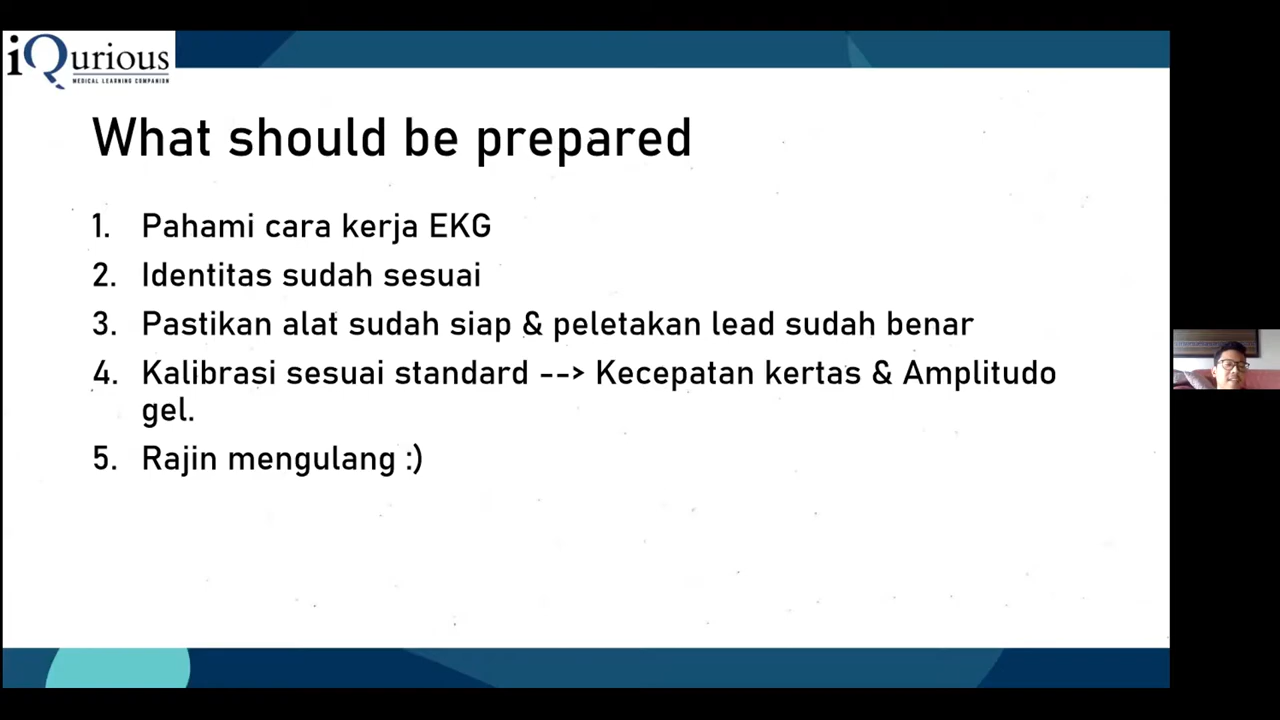 iQurious
MEDICAL LEARNING COMPANION
What should be prepared
1. Pahami cara kerja EKG
2. Identitas sudah sesuai
3. Pastikan alat sudah siap & peletakan lead sudah benar
4. Kalibrasi sesuai standard --> Kecepatan kertas & Amplitudo
gel.
5. Rajin mengulang :)